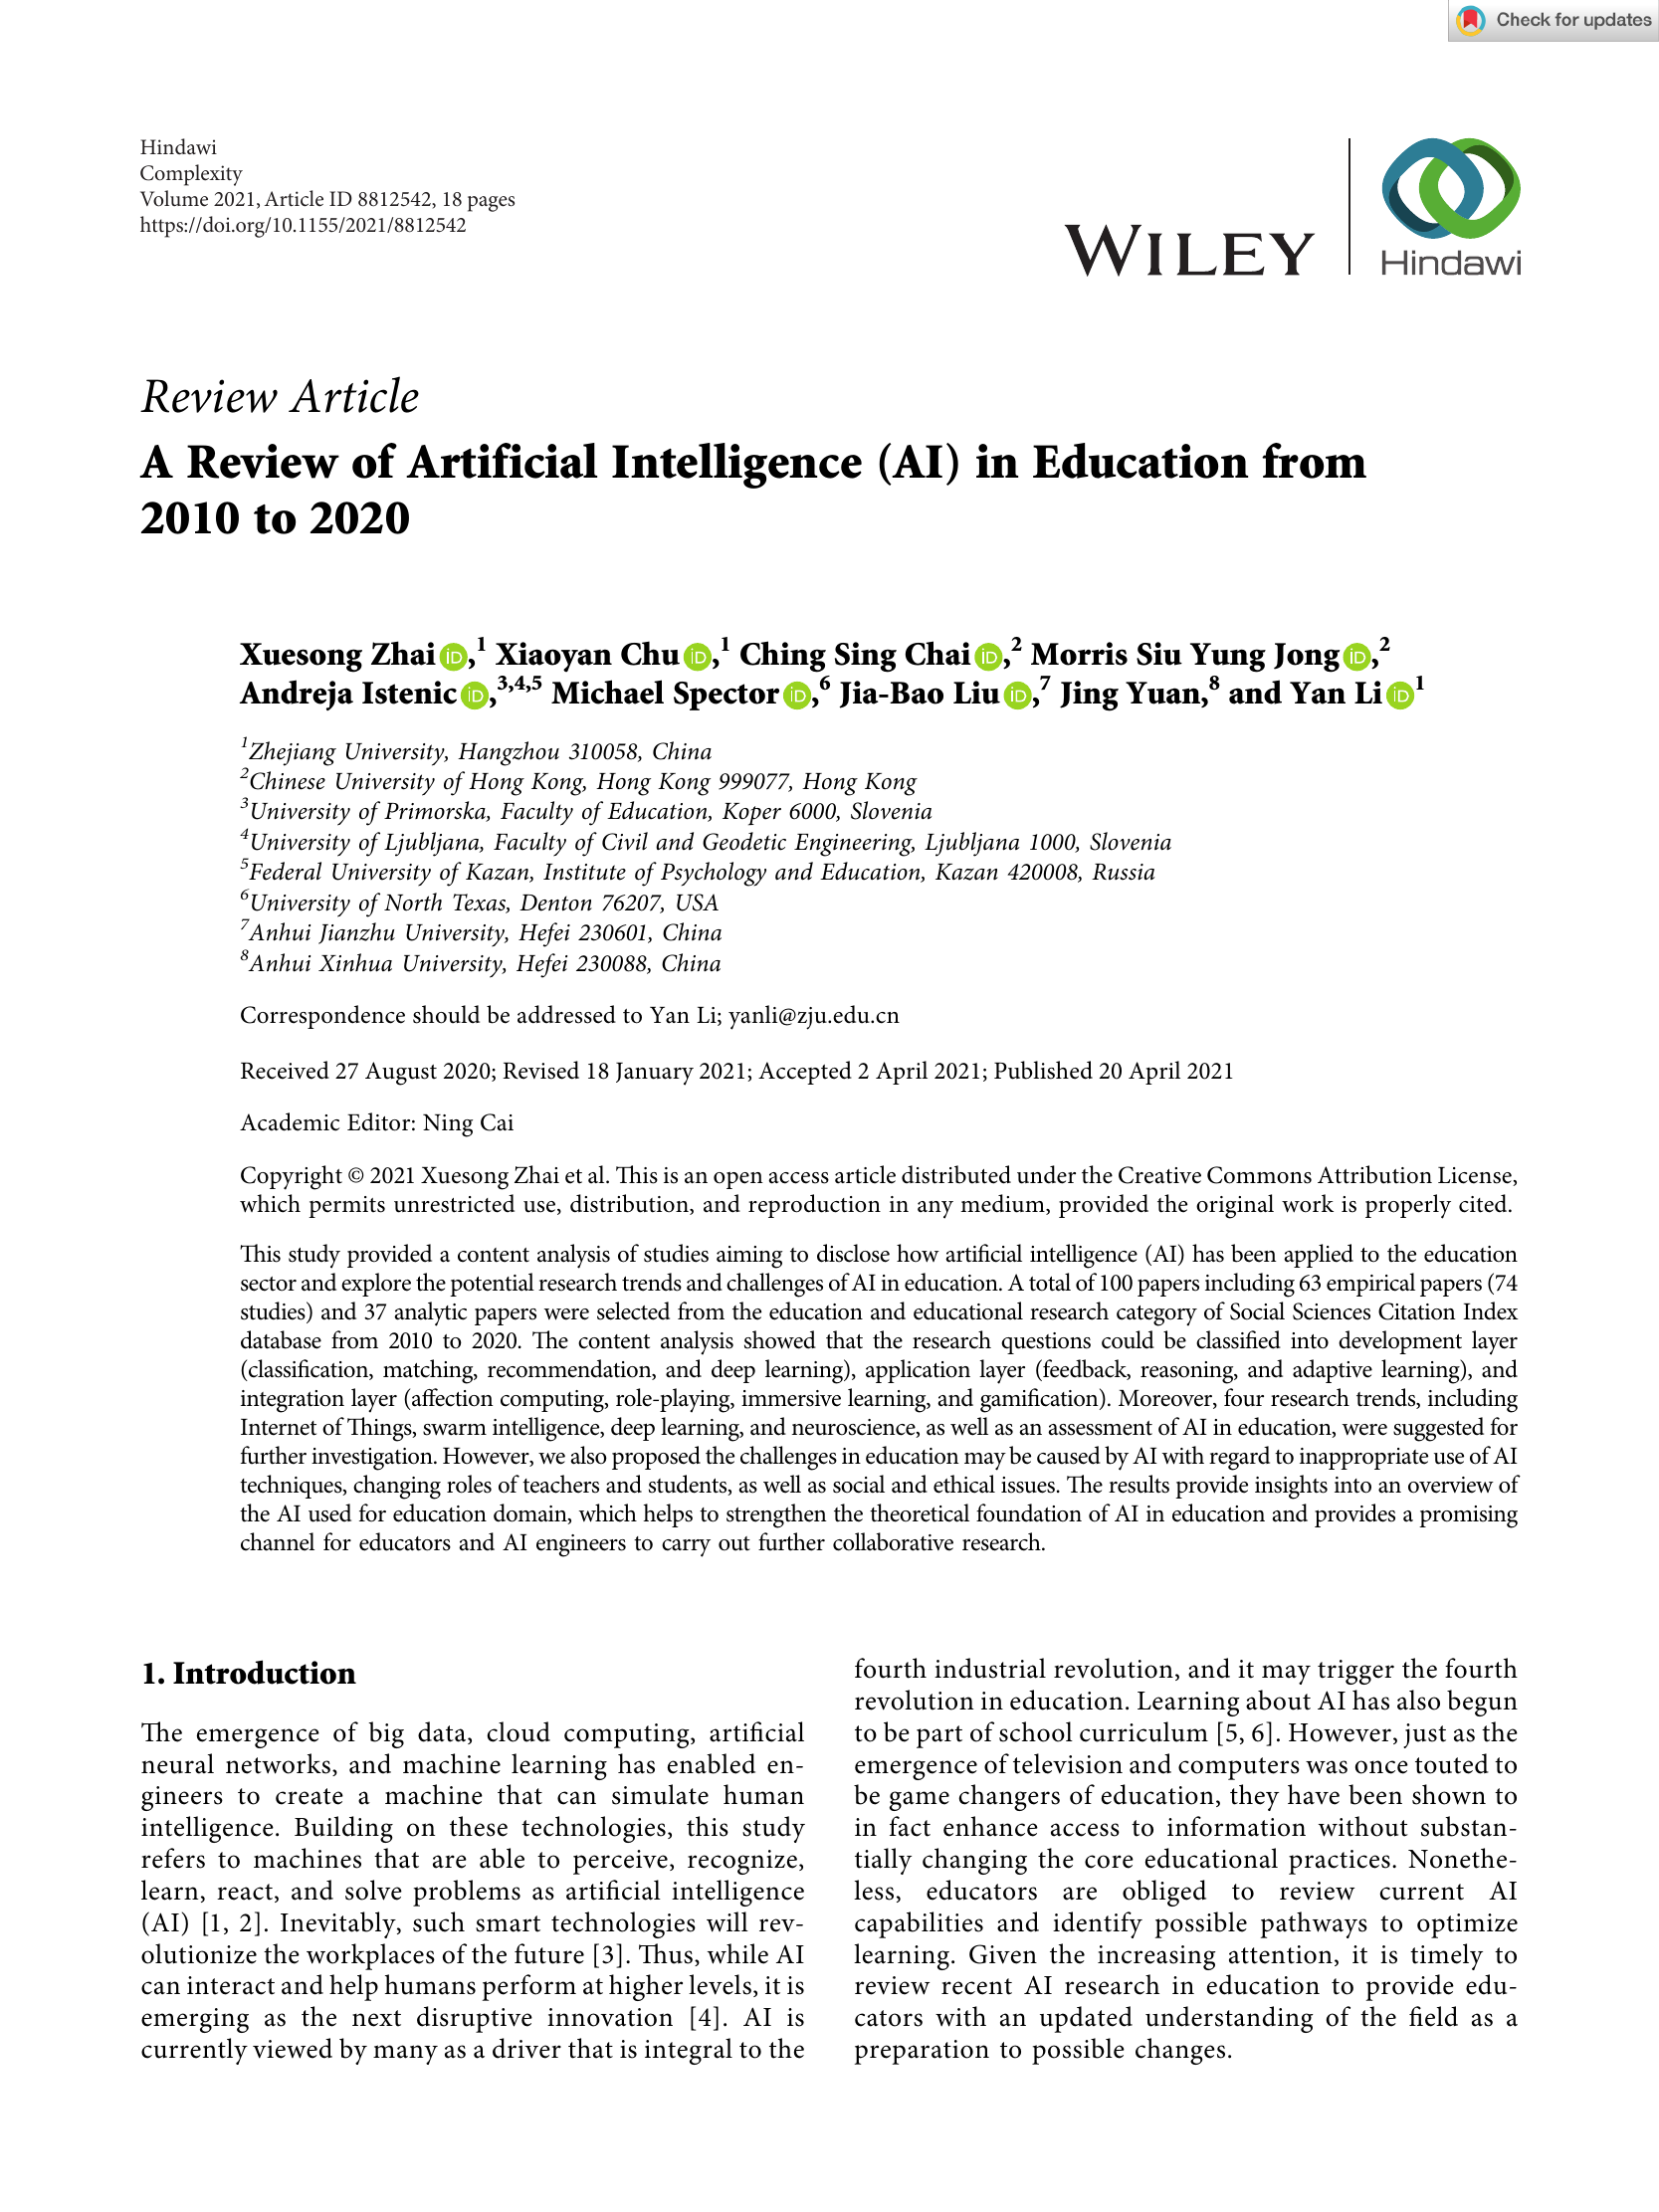 Check for updates
Hindawi
Complexity
Volume 2021, Article ID 8812542, 18 pages
https://doi.org/10.1155/2021/8812542
WILEY
Hindawi
Review Article
A Review of Artificial Intelligence (AI) in Education from
2010 to 2020
Xuesong Zhai iD,1 Xiaoyan Chu iD,1 Ching Sing Chai iD,2 Morris Siu Yung Jong iD,2
Andreja Istenic iD,3,4,5 Michael Spector iD,6 Jia-Bao Liu iD,7 Jing Yuan,8 and Yan Li iD1
1Zhejiang University, Hangzhou 310058, China
2Chinese University of Hong Kong, Hong Kong 999077, Hong Kong
3University of Primorska, Faculty of Education, Koper 6000, Slovenia
4University of Ljubljana, Faculty of Civil and Geodetic Engineering, Ljubljana 1000, Slovenia
5Federal University of Kazan, Institute of Psychology and Education, Kazan 420008, Russia
6University of North Texas, Denton 76207, USA
7Anhui Jianzhu University, Hefei 230601, China
8Anhui Xinhua University, Hefei 230088, China
Correspondence should be addressed to Yan Li; yanli@zju.edu.cn
Received 27 August 2020; Revised 18 January 2021; Accepted 2 April 2021; Published 20 April 2021
Academic Editor: Ning Cai
Copyright © 2021 Xuesong Zhai et al. This is an open access article distributed under the Creative Commons Attribution License,
which permits unrestricted use, distribution, and reproduction in any medium, provided the original work is properly cited.
This study provided a content analysis of studies aiming to disclose how artificial intelligence (AI) has been applied to the education
sector and explore the potential research trends and challenges of AI in education. A total of 100 papers including 63 empirical papers (74
studies) and 37 analytic papers were selected from the education and educational research category of Social Sciences Citation Index
database from 2010 to 2020. The content analysis showed that the research questions could be classified into development layer
(classification, matching, recommendation, and deep learning), application layer (feedback, reasoning, and adaptive learning), and
integration layer (affection computing, role-playing, immersive learning, and gamification). Moreover, four research trends, including
Internet of Things, swarm intelligence, deep learning, and neuroscience, as well as an assessment of AI in education, were suggested for
further investigation. However, we also proposed the challenges in education may be caused by AI with regard to inappropriate use of AI
techniques, changing roles of teachers and students, as well as social and ethical issues. The results provide insights into an overview of
the AI used for education domain, which helps to strengthen the theoretical foundation of AI in education and provides a promising
channel for educators and AI engineers to carry out further collaborative research.
1. Introduction
The emergence of big data, cloud computing, artificial
neural networks, and machine learning has enabled en-
gineers to create a machine that can simulate human
intelligence. Building on these technologies, this study
refers to machines that are able to perceive, recognize,
learn, react, and solve problems as artificial intelligence
(AI) [1, 2]. Inevitably, such smart technologies will rev-
olutionize the workplaces of the future [3]. Thus, while AI
can interact and help humans perform at higher levels, it is
emerging as the next disruptive innovation [4]. AI is
currently viewed by many as a driver that is integral to the
fourth industrial revolution, and it may trigger the fourth
revolution in education. Learning about AI has also begun
to be part of school curriculum [5, 6]. However, just as the
emergence of television and computers was once touted to
be game changers of education, they have been shown to
in fact enhance access to information without substan-
tially changing the core educational practices. Nonethe-
less, educators are obliged to review current AI
capabilities and identify possible pathways to optimize
learning. Given the increasing attention, it is timely to
review recent AI research in education to provide edu-
cators with an updated understanding of the field as a
preparation to possible changes.